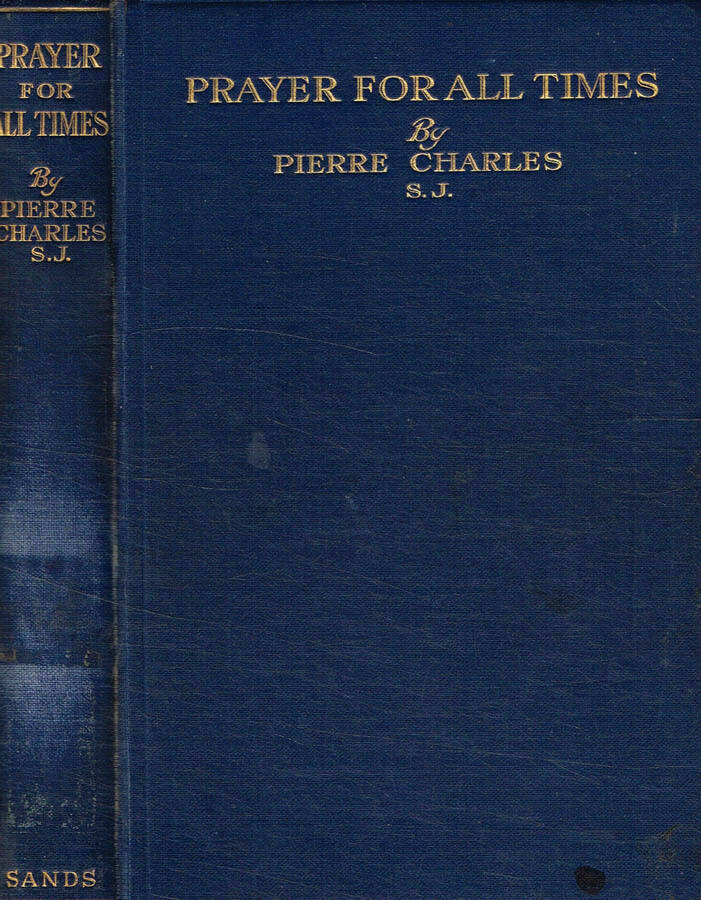 PRAYER
FOR
ALL TIMES
By
PIERRE
CHARLES
S.J.
SANDS
PRAYER FOR ALL TIMES
By
PIERRE CHARLES
S.J.